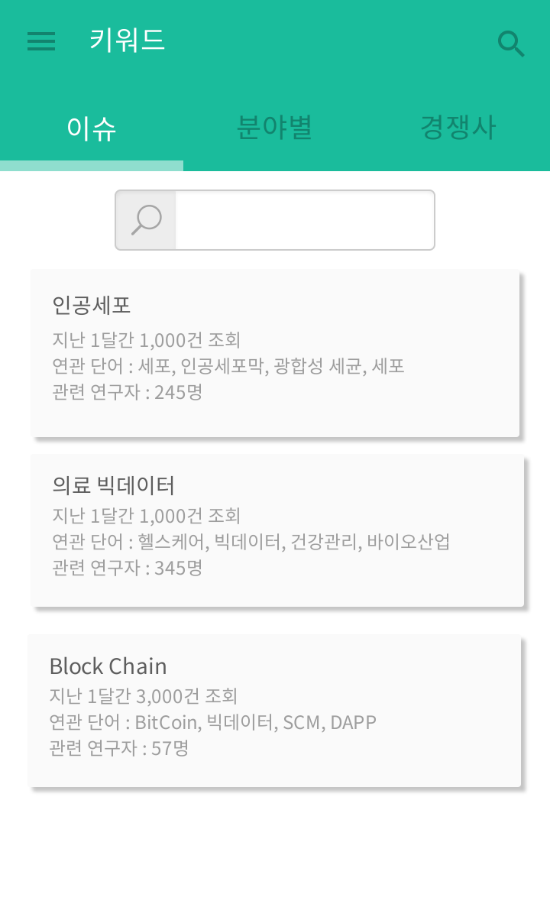 키워드
이슈 분야별 경쟁사
인공세포
지난 1달간 1,000건 조회
연관 단어 : 세포, 인공세포막, 광합성 세균, 세포
관련 연구자 : 245명
의료 빅데이터
지난 1달간 1,000건 조회
연관 단어 : 헬스케어, 빅데이터, 건강관리, 바이오산업
관련 연구자 : 345명
Block Chain
지난 1달간 3,000건 조회
연관 단어 : BitCoin, 빅데이터, SCM, DAPP
관련 연구자 : 57명